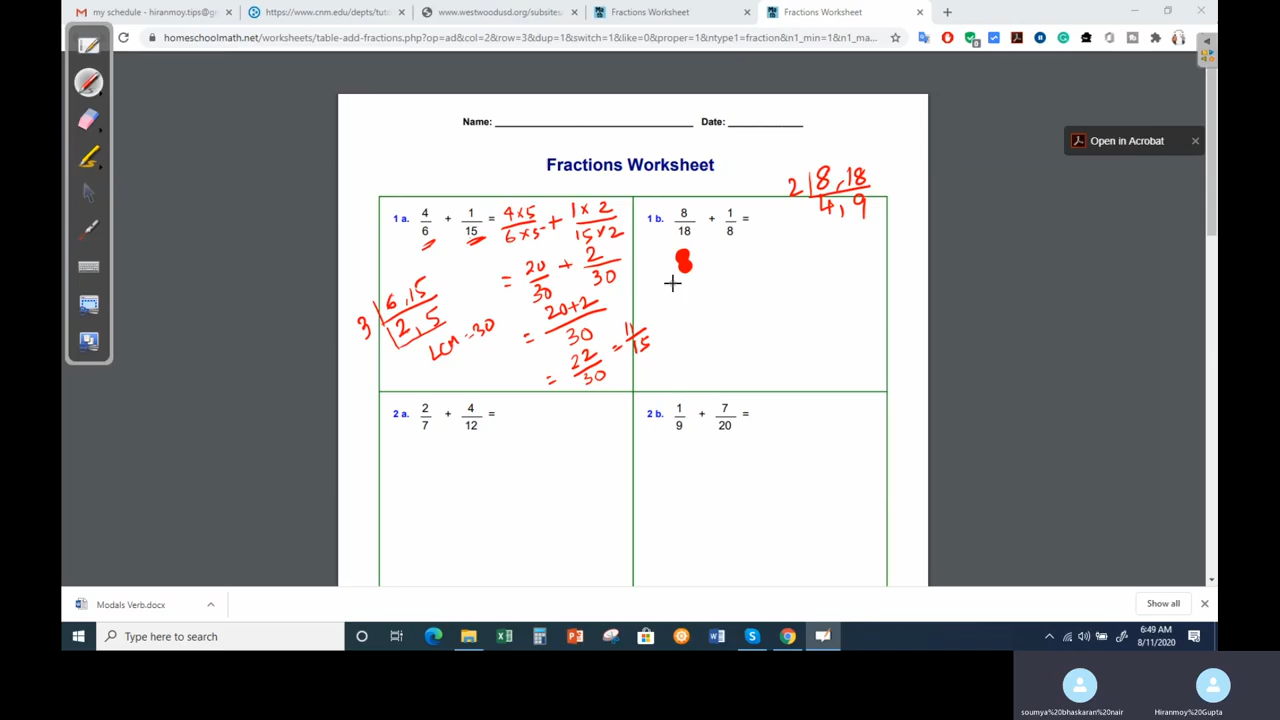 my schedule - hiranmoy.tips@gr
https://www.cnm.edu/depts/tuto
www.westwoodusd.org/subsites
Fractions Worksheet
Fractions Worksheet
homeschoolmath.net/worksheets/table-add-fractions.php?op=ad&col=2&row=3&dup=1&switch=1&like=0&proper=1&ntype1=fraction&n1_min=1&n1_ma...
Open in Acrobat
Name: Date:
Fractions Worksheet
2 | 8, 18
4, 9
1 a. 4/6 + 1/15 = 4×5/6×5 + 1×2/15×2
= 20/30 + 2/30
= 20+2/30
= 22/30 = 11/15
3 | 6, 15
2, 5
LCM - 30
1 b. 8/18 + 1/8 =
2 a. 2/7 + 4/12 =
2 b. 1/9 + 7/20 =
Modals Verb.docx
Show all
Type here to search
6:49 AM
8/11/2020
soumya%20bhaskaran%20nair
Hiranmoy%20Gupta